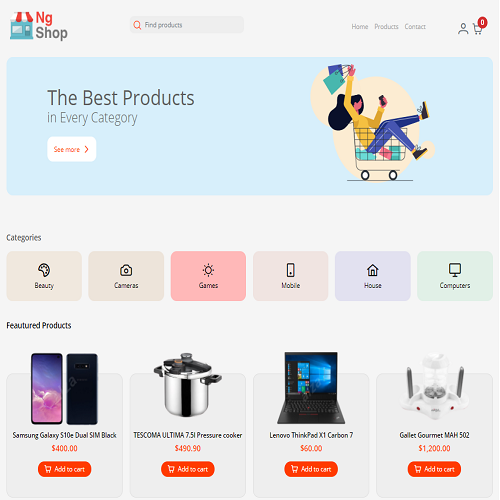 Ng
Shop
Find products
Home Products Contact
0
The Best Products
in Every Category
See more
Categories
Beauty Cameras Games Mobile House Computers
Feautured Products
Samsung Galaxy S10e Dual SIM Black
$400.00
Add to cart
TESCOMA ULTIMA 7.5l Pressure cooker
$490.90
Add to cart
Lenovo ThinkPad X1 Carbon 7
$60.00
Add to cart
Gallet Gourmet MAH 502
$1,200.00
Add to cart